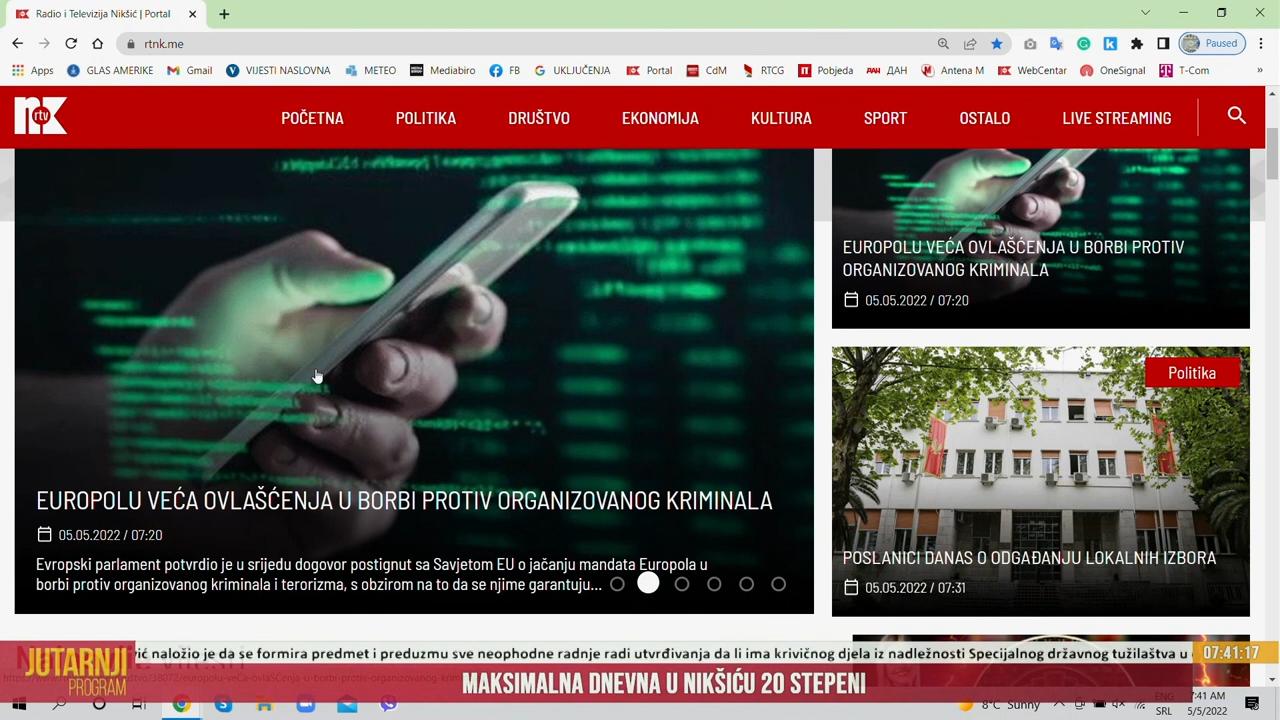 Radio i Televizija Nikšić | Portal
rtnk.me
Paused
Apps
GLAS AMERIKE
Gmail
VIJESTI NASLOVNA
METEO
Mediabiro
FB
UKLJUČENJA
Portal
CdM
RTCG
Pobjeda
ДАН
Antena M
WebCentar
OneSignal
T-Com
rtv
POČETNA
POLITIKA
DRUŠTVO
EKONOMIJA
KULTURA
SPORT
OSTALO
LIVE STREAMING
EUROPOLU VEĆA OVLAŠĆENJA U BORBI PROTIV ORGANIZOVANOG KRIMINALA
05.05.2022 / 07:20
Evropski parlament potvrdio je u srijedu dogovor postignut sa Savjetom EU o jačanju mandata Europola u
borbi protiv organizovanog kriminala i terorizma, s obzirom na to da se njime garantuju...
EUROPOLU VEĆA OVLAŠĆENJA U BORBI PROTIV
ORGANIZOVANOG KRIMINALA
05.05.2022 / 07:20
Politika
POSLANICI DANAS O ODGAĐANJU LOKALNIH IZBORA
05.05.2022 / 07:31
JUTARNJI
PROGRAM
ić naložio je da se formira predmet i preduzmu sve neophodne radnje radi utvrđivanja da li ima krivičnog djela iz nadležnosti Specijalnog državnog tužilaštva u
07:41:17
MAKSIMALNA DNEVNA U NIKŠIĆU 20 STEPENI
8°C Sunny
ENG
SRL
7:41 AM
5/5/2022